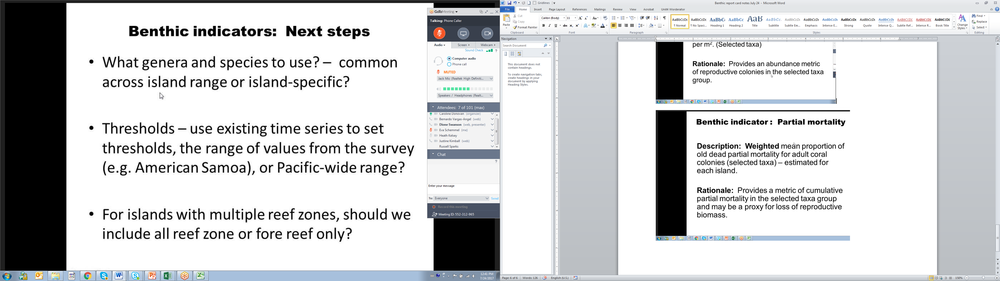 Benthic indicators: Next steps
• What genera and species to use? – common
across island range or island-specific?
• Thresholds – use existing time series to set
thresholds, the range of values from the survey
(e.g. American Samoa), or Pacific-wide range?
• For islands with multiple reef zones, should we
include all reef zone or fore reef only?
GoToMeeting
Talking: Phone Caller
Audio Screen Webcam
Sound Check ?
Computer audio
Phone call
MUTED
Jack Mic (Realtek High Definiti...
Speakers / Headphones (Realt...
Attendees: 7 of 101 (max)
Caroline Donovan (organizer)
Bernardo Vargas-Angel (web)
Dione Swanson (web, presenter)
Eva Schemmel (me)
Heath Kelsey
Justine Kimball (web)
Russell Sparks
Chat
?
Enter your message
To: Everyone Send
Record this meeting
Meeting ID: 552-312-965
12:41 PM
7/24/2017
Gridlines
Benthic report card notes July 24 - Microsoft Word
File Home Insert Page Layout References Mailings Review View Acrobat Unit4 Worderator
Paste
Cut
Copy
Format Painter
Clipboard
Calibri (Body) 11
Font
Paragraph
AaBbCcDc AaBbCcDc AaBbC AaBbCc AaB AaBbCc. AaBbCcDc AaBbCcDc AaBbCcDc AaBbCcDc AaBbCcDc AaBbCcDc AABBCCDC AABBCCDC AaBbCcDc
¶ Normal ¶ No Spaci... Heading 1 Heading 2 Title Subtitle Subtle Em... Emphasis Intense E... Strong Quote Intense Q... Subtle Ref... Intense R... Book Title
Change
Styles
Styles
Find
Replace
Select
Editing
Navigation
Search Document
This document does not
contain headings.
To create navigation tabs,
create headings in your
document by applying
Heading Styles.
per m². (Selected taxa)
Rationale: Provides an abundance metric
of reproductive colonies in the selected taxa
group.
Benthic indicator : Partial mortality
Description: Weighted mean proportion of
old dead partial mortality for adult coral
colonies (selected taxa) – estimated for
each island.
Rationale: Provides a metric of cumulative
partial mortality in the selected taxa group
and may be a proxy for loss of reproductive
biomass.
Page: 6 of 6 Words: 126 English (U.S.) 150%